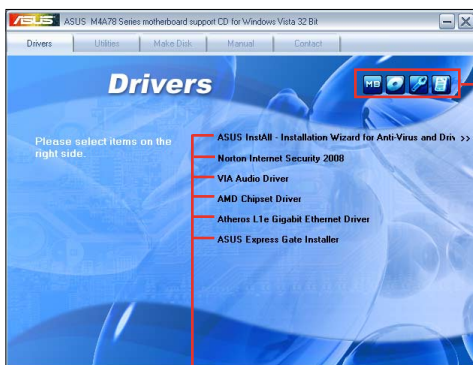 ASUS M4A78 Series motherboard support CD for Windows Vista 32 Bit
Drivers Utilities Make Disk Manual Contact
Drivers
MB
Please select items on the
right side.
ASUS InstAll - Installation Wizard for Anti-Virus and Driv >>
Norton Internet Security 2008
VIA Audio Driver
AMD Chipset Driver
Atheros L1e Gigabit Ethernet Driver
ASUS Express Gate Installer